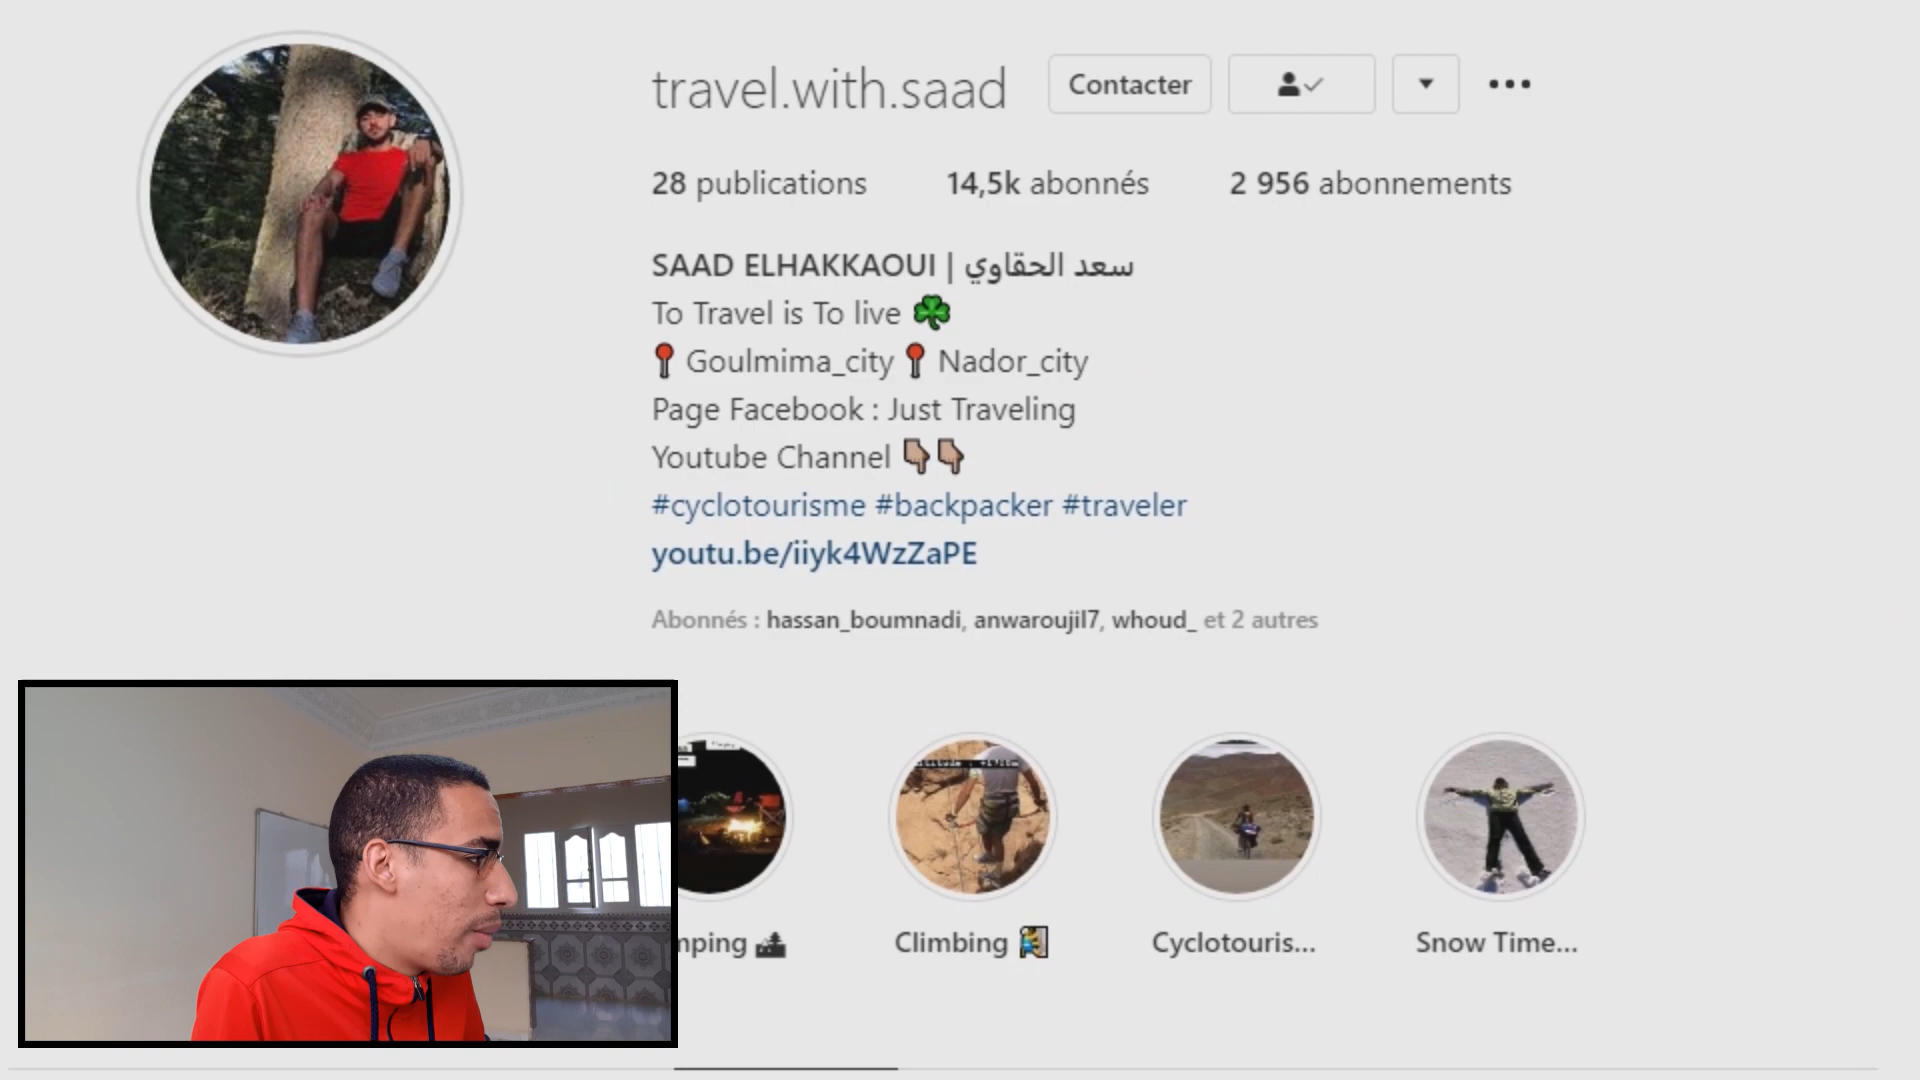 travel.with.saad
Contacter
28 publications
14,5k abonnés
2 956 abonnements
SAAD ELHAKKAOUI | سعد الحقاوي
To Travel is To live ☘
📍 Goulmima_city 📍 Nador_city
Page Facebook : Just Traveling
Youtube Channel 👇🏽👇🏽
#cyclotourisme #backpacker #traveler
youtu.be/iiyk4WzZaPE
Abonnés : hassan_boumnadi, anwaroujil7, whoud_ et 2 autres
mping 🏕
Climbing 🧗
Cyclotouris...
Snow Time...